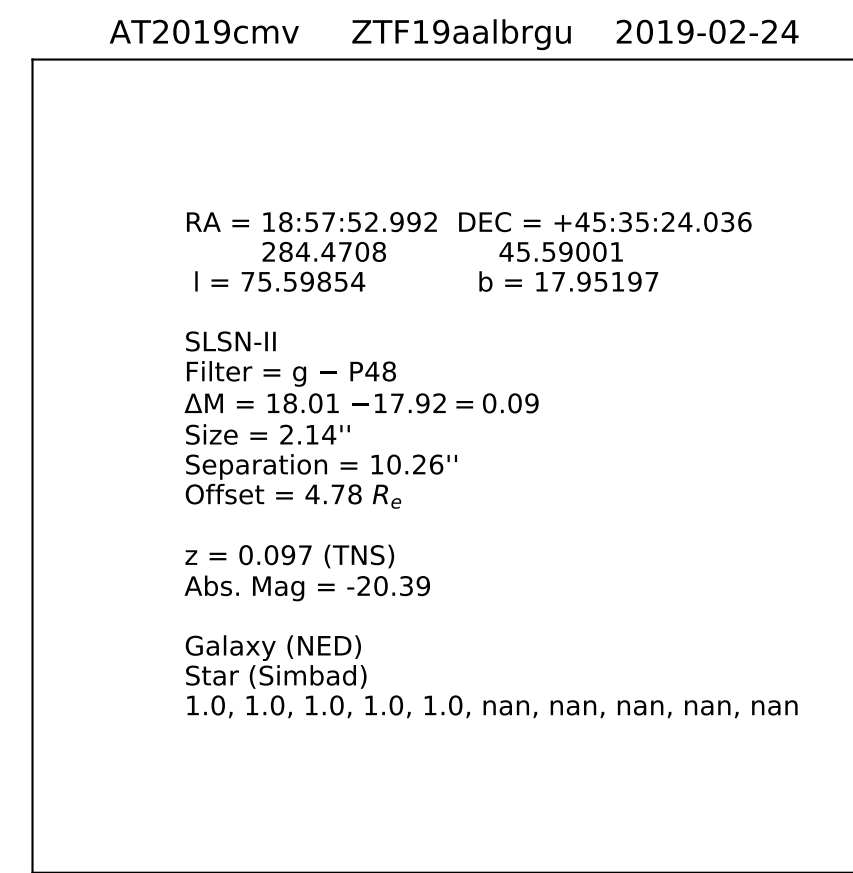 AT2019cmv ZTF19aalbrgu 2019-02-24
RA = 18:57:52.992 DEC = +45:35:24.036
284.4708 45.59001
l = 75.59854 b = 17.95197
SLSN-II
Filter = g − P48
ΔM = 18.01 −17.92 = 0.09
Size = 2.14''
Separation = 10.26''
Offset = 4.78 Re
z = 0.097 (TNS)
Abs. Mag = -20.39
Galaxy (NED)
Star (Simbad)
1.0, 1.0, 1.0, 1.0, 1.0, nan, nan, nan, nan, nan